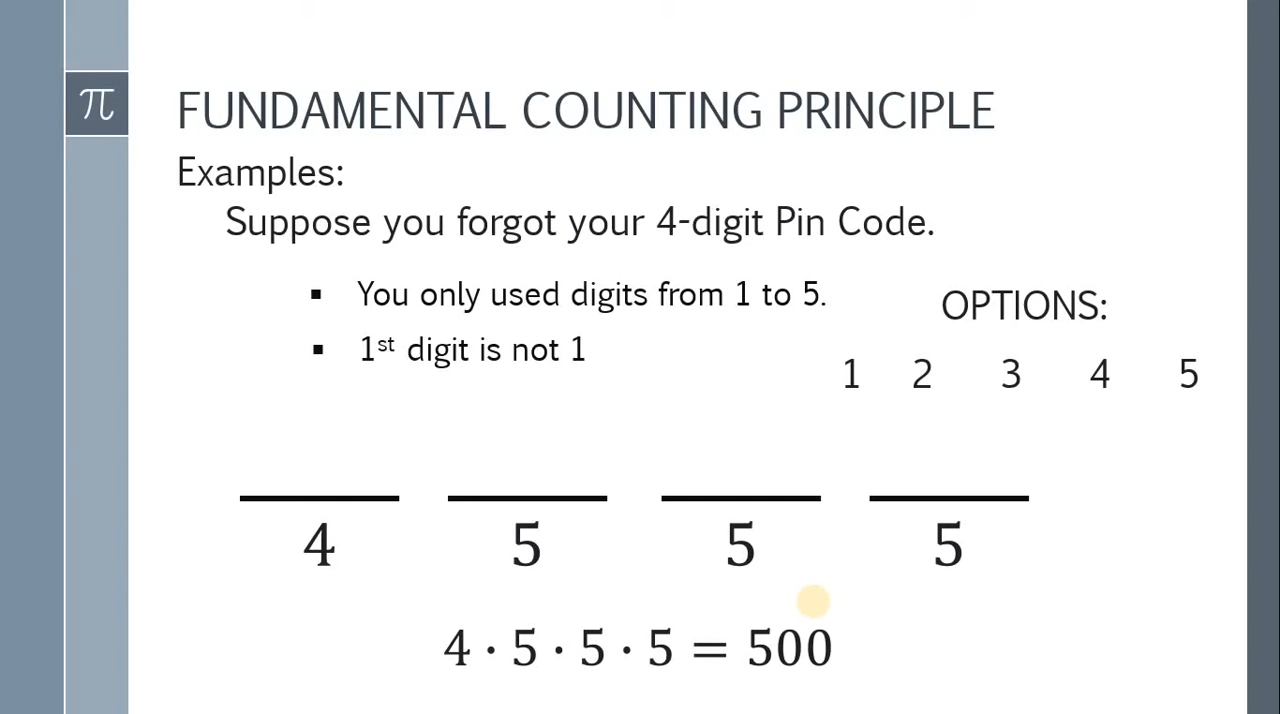 π
FUNDAMENTAL COUNTING PRINCIPLE
Examples:
Suppose you forgot your 4-digit Pin Code.
▪ You only used digits from 1 to 5.
▪ 1st digit is not 1
OPTIONS:
1 2 3 4 5
4 5 5 5
4 · 5 · 5 · 5 = 500